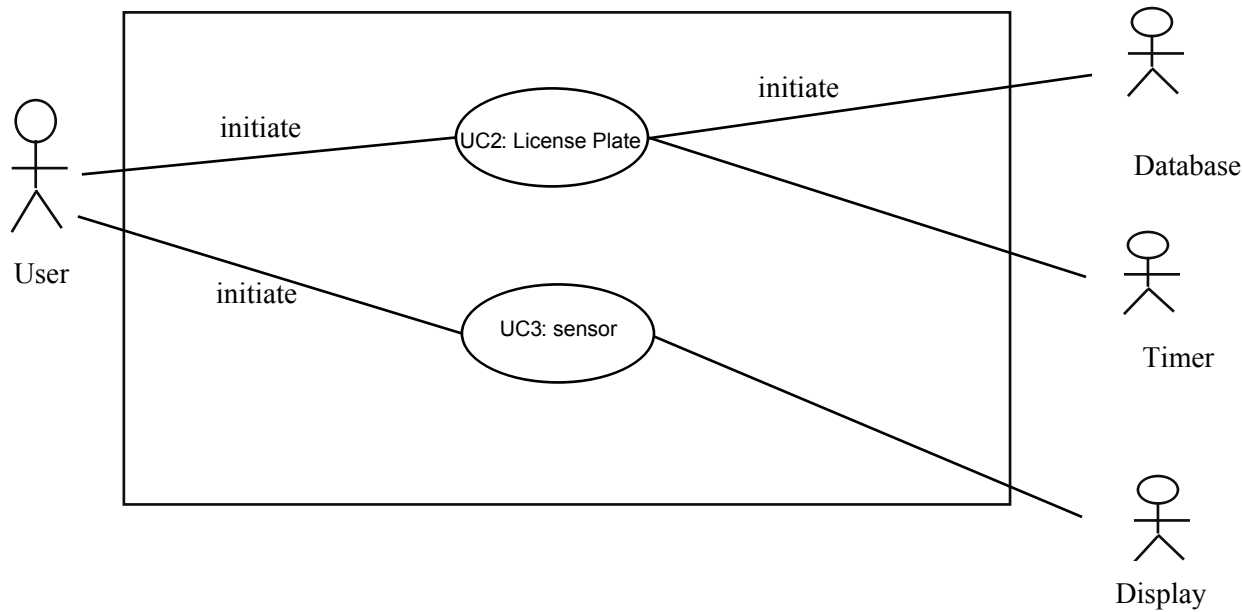 initiate
initiate
UC2: License Plate
Database
User
initiate
UC3: sensor
Timer
Display